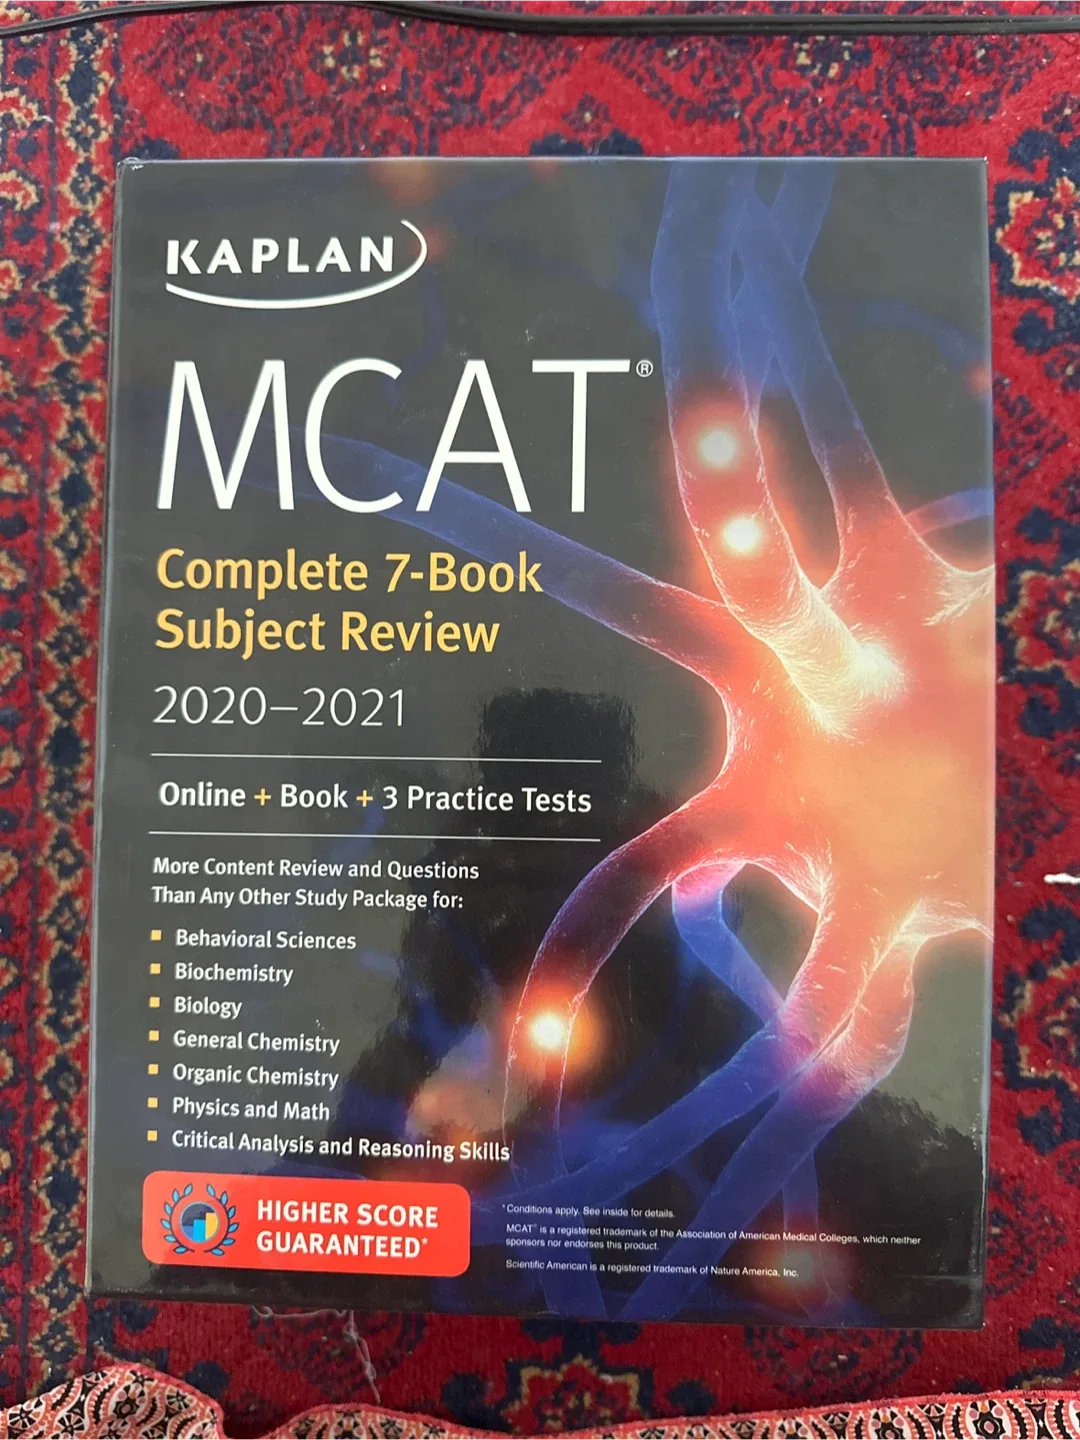 KAPLAN
MCAT®
Complete 7-Book
Subject Review
2020–2021
Online + Book + 3 Practice Tests
More Content Review and Questions
Than Any Other Study Package for:
Behavioral Sciences
Biochemistry
Biology
General Chemistry
Organic Chemistry
Physics and Math
Critical Analysis and Reasoning Skills
HIGHER SCORE
GUARANTEED*
*Conditions apply. See inside for details.
MCAT® is a registered trademark of the Association of American Medical Colleges, which neither
sponsors nor endorses this product.
Scientific American is a registered trademark of Nature America, Inc.